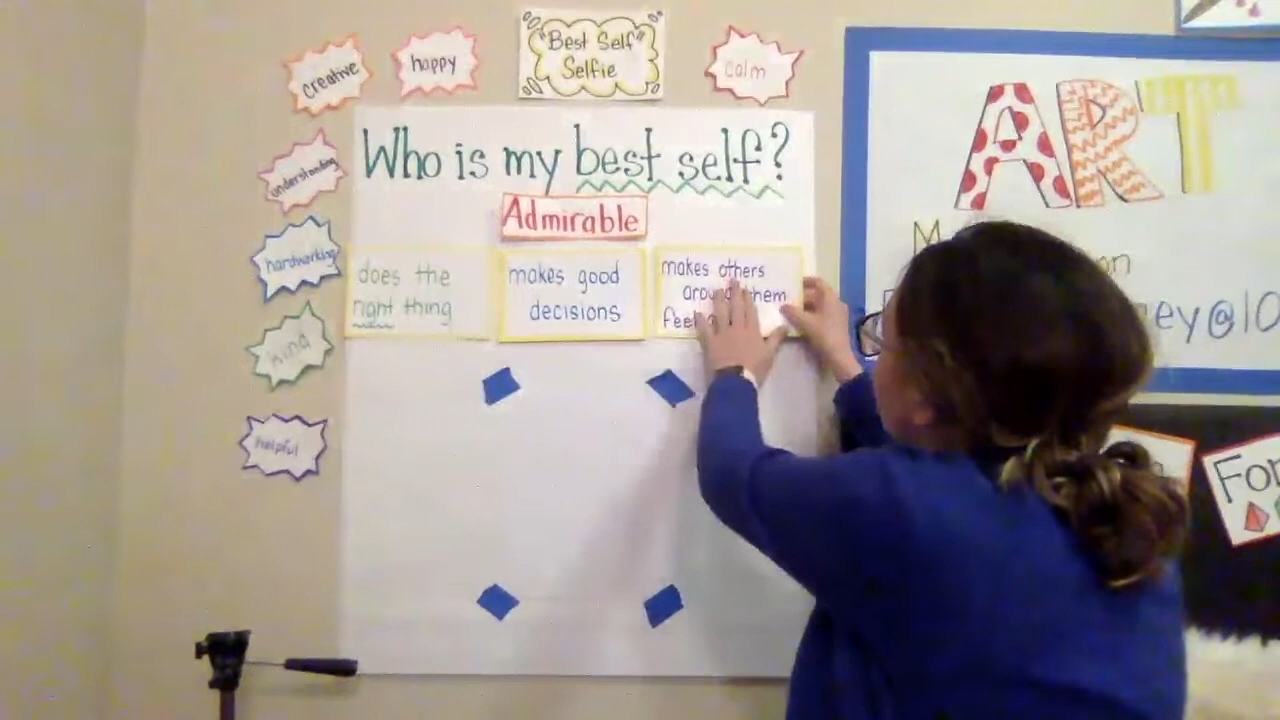 "Best Self"
Selfie
creative
happy
calm
understanding
hardworking
kind
helpful
Who is my best self?
Admirable
does the
right thing
makes good
decisions
makes others
around them
ART